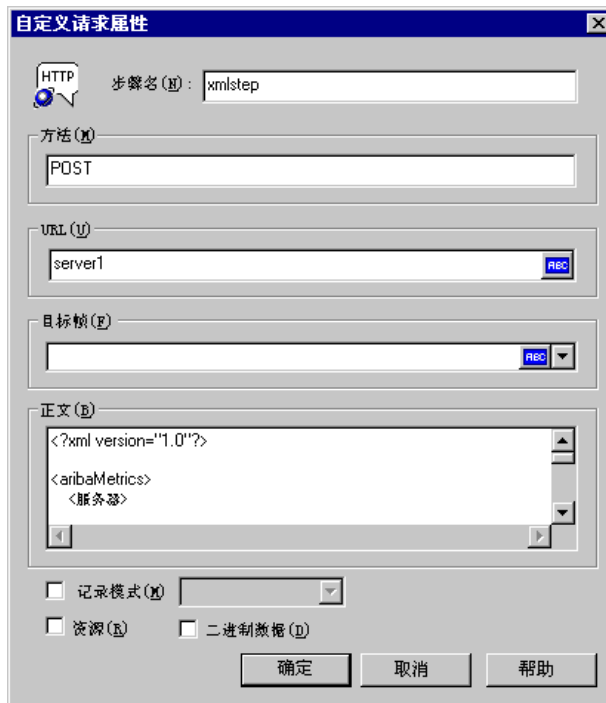 自定义请求属性
HTTP
步骤名(N): xmlstep
方法(M)
POST
URL(U)
server1 ABC
目标帧(F)
ABC
正文(B)
<?xml version="1.0"?>
<aribaMetrics>
<服务器>
记录模式(M)
资源(R) 二进制数据(D)
确定 取消 帮助